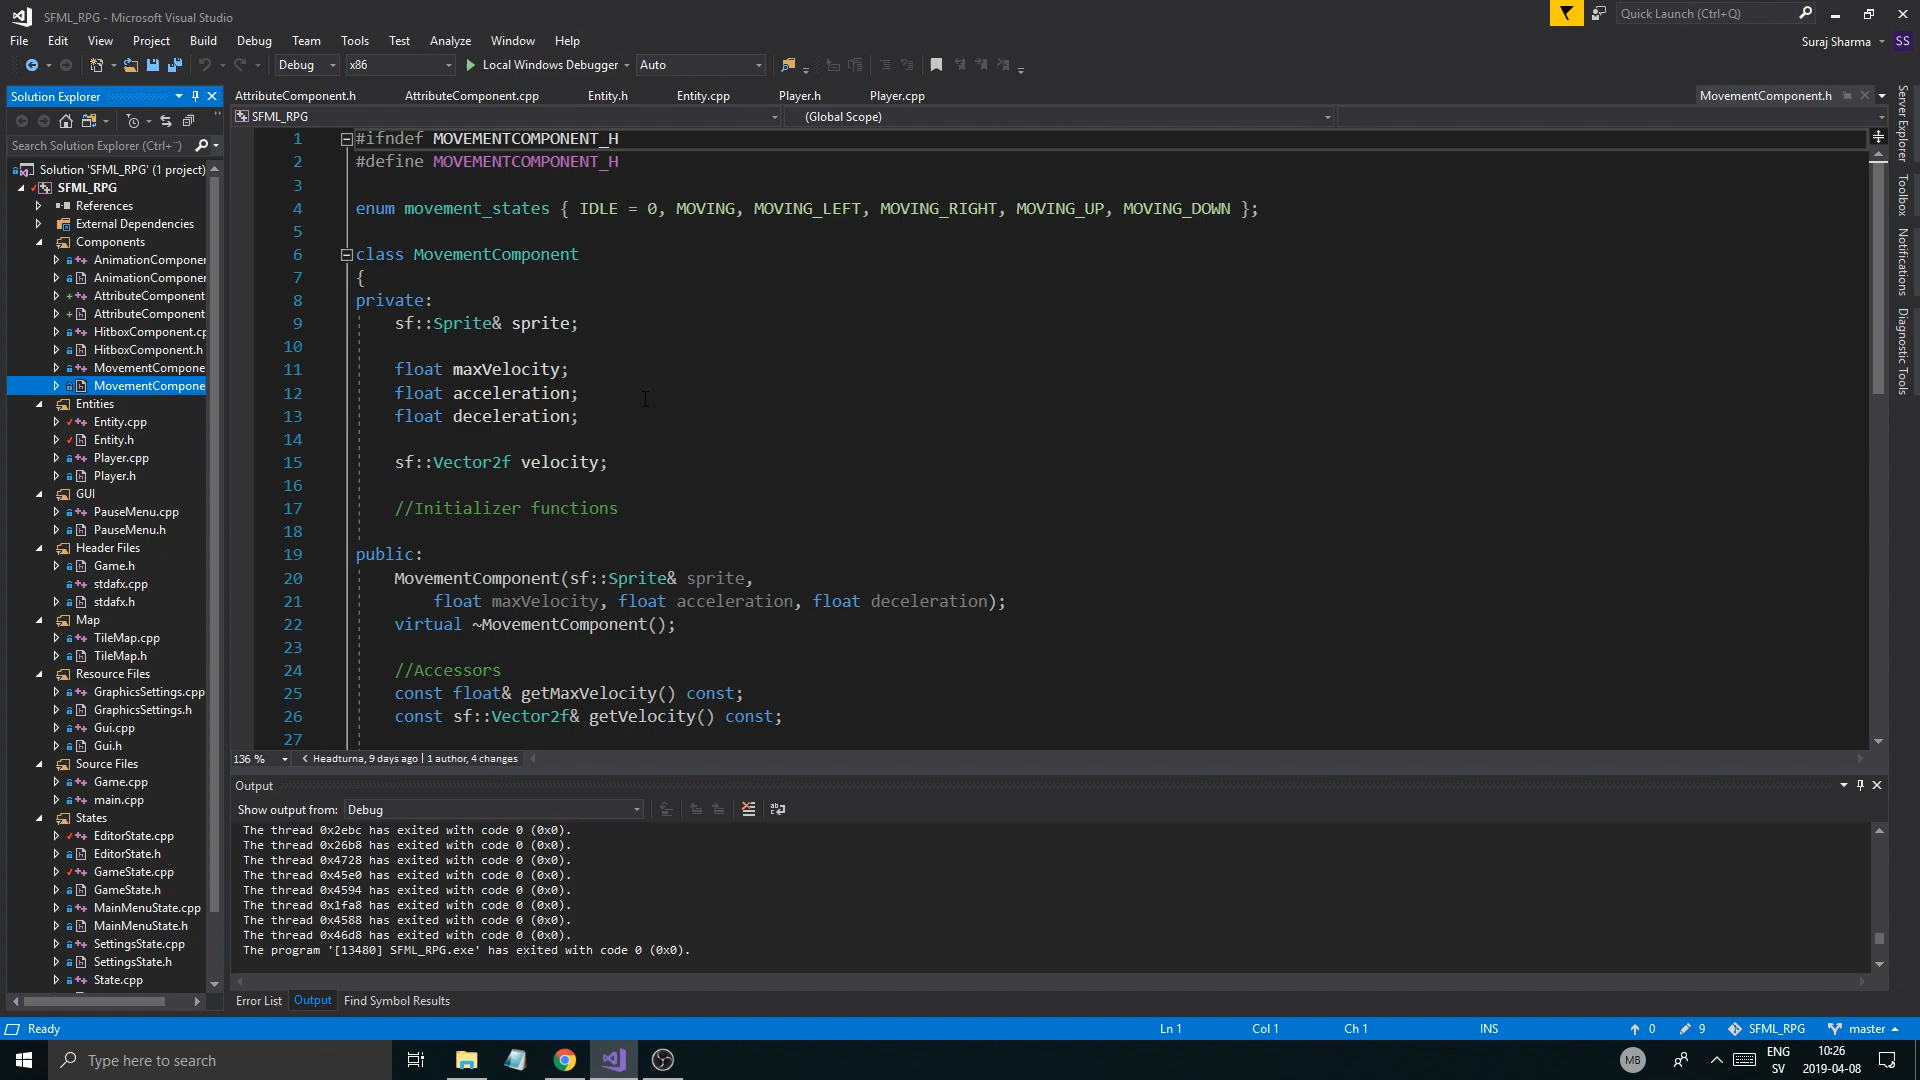 SFML_RPG - Microsoft Visual Studio
Quick Launch (Ctrl+Q)
File Edit View Project Build Debug Team Tools Test Analyze Window Help
Suraj Sharma SS
Debug x86 Local Windows Debugger Auto
Solution Explorer
AttributeComponent.h AttributeComponent.cpp Entity.h Entity.cpp Player.h Player.cpp MovementComponent.h
SFML_RPG (Global Scope)
Search Solution Explorer (Ctrl+¨)
Solution 'SFML_RPG' (1 project)
SFML_RPG
References
External Dependencies
Components
AnimationComponen
AnimationComponen
AttributeComponent
AttributeComponent
HitboxComponent.cp
HitboxComponent.h
MovementCompone
MovementCompone
Entities
Entity.cpp
Entity.h
Player.cpp
Player.h
GUI
PauseMenu.cpp
PauseMenu.h
Header Files
Game.h
stdafx.cpp
stdafx.h
Map
TileMap.cpp
TileMap.h
Resource Files
GraphicsSettings.cpp
GraphicsSettings.h
Gui.cpp
Gui.h
Source Files
Game.cpp
main.cpp
States
EditorState.cpp
EditorState.h
GameState.cpp
GameState.h
MainMenuState.cpp
MainMenuState.h
SettingsState.cpp
SettingsState.h
State.cpp
1 #ifndef MOVEMENTCOMPONENT_H
2 #define MOVEMENTCOMPONENT_H
3
4 enum movement_states { IDLE = 0, MOVING, MOVING_LEFT, MOVING_RIGHT, MOVING_UP, MOVING_DOWN };
5
6 class MovementComponent
7 {
8 private:
9 sf::Sprite& sprite;
10
11 float maxVelocity;
12 float acceleration;
13 float deceleration;
14
15 sf::Vector2f velocity;
16
17 //Initializer functions
18
19 public:
20 MovementComponent(sf::Sprite& sprite,
21 float maxVelocity, float acceleration, float deceleration);
22 virtual ~MovementComponent();
23
24 //Accessors
25 const float& getMaxVelocity() const;
26 const sf::Vector2f& getVelocity() const;
27
136 % Headturna, 9 days ago | 1 author, 4 changes
Server Explorer
Toolbox
Notifications
Diagnostic Tools
Output
Show output from: Debug
The thread 0x2ebc has exited with code 0 (0x0).
The thread 0x26b8 has exited with code 0 (0x0).
The thread 0x4728 has exited with code 0 (0x0).
The thread 0x45e0 has exited with code 0 (0x0).
The thread 0x4594 has exited with code 0 (0x0).
The thread 0x1fa8 has exited with code 0 (0x0).
The thread 0x4588 has exited with code 0 (0x0).
The thread 0x46d8 has exited with code 0 (0x0).
The program '[13480] SFML_RPG.exe' has exited with code 0 (0x0).
Error List Output Find Symbol Results
Ready Ln 1 Col 1 Ch 1 INS 0 9 SFML_RPG master
Type here to search
MB
ENG
SV
10:26
2019-04-08